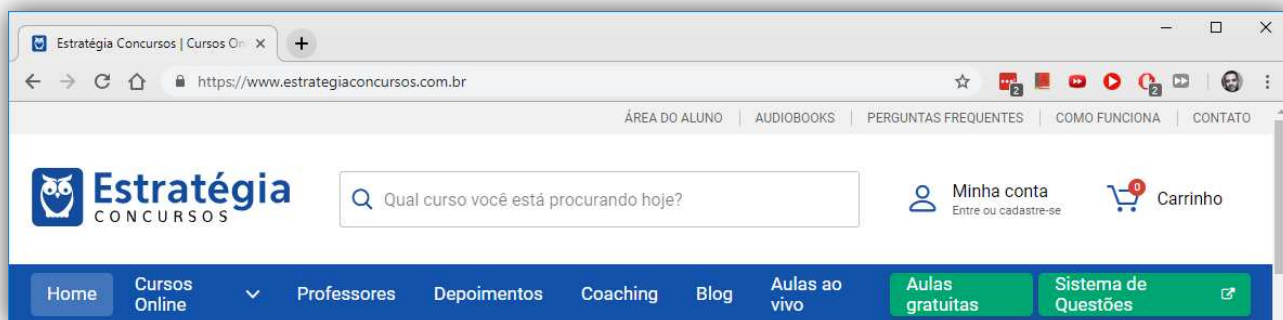 Estratégia Concursos | Cursos On
https://www.estrategiaconcursos.com.br
2
2
ÁREA DO ALUNO | AUDIOBOOKS | PERGUNTAS FREQUENTES | COMO FUNCIONA | CONTATO
Estratégia
CONCURSOS
Qual curso você está procurando hoje?
Minha conta
Entre ou cadastre-se
0
Carrinho
Home
Cursos
Online
Professores
Depoimentos
Coaching
Blog
Aulas ao
vivo
Aulas
gratuitas
Sistema de
Questões